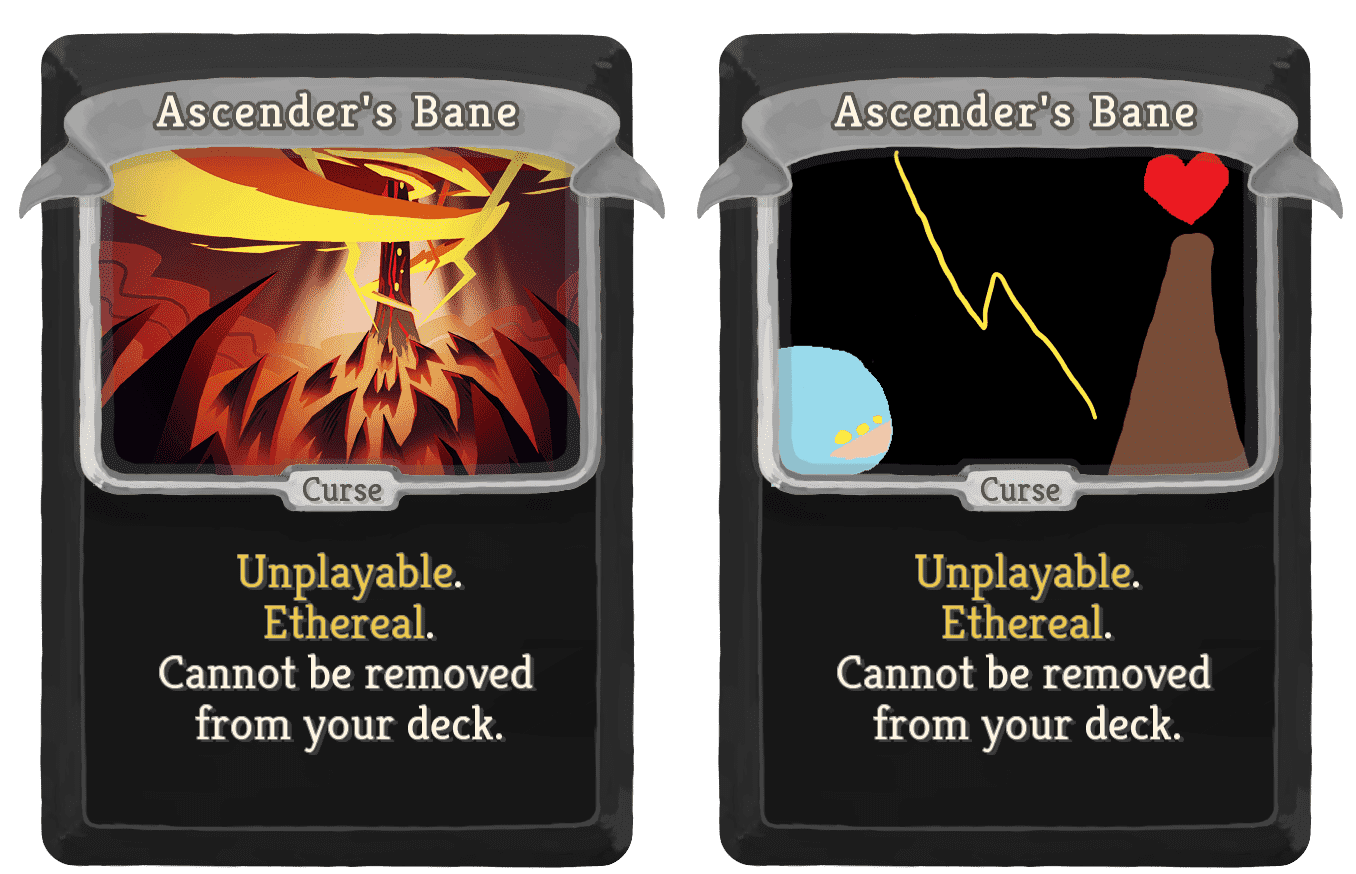 Ascender's Bane
Curse
Unplayable.
Ethereal.
Cannot be removed
from your deck.
Ascender's Bane
Curse
Unplayable.
Ethereal.
Cannot be removed
from your deck.